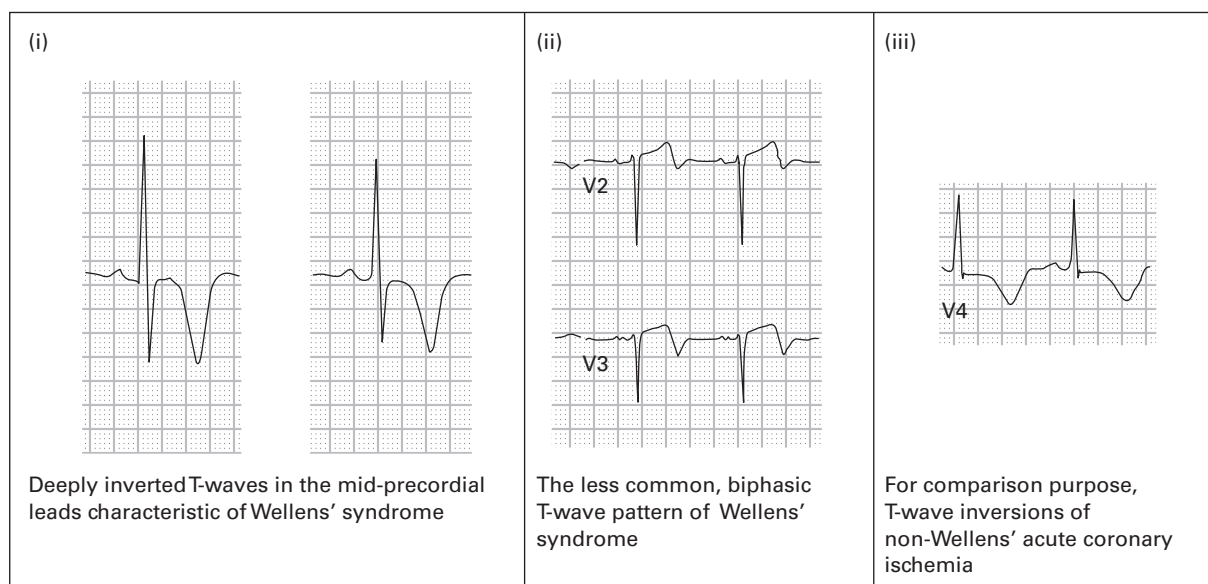 (i)
Deeply inverted T-waves in the mid-precordial
leads characteristic of Wellens’ syndrome
(ii)
V2
V3
The less common, biphasic
T-wave pattern of Wellens’
syndrome
(iii)
V4
For comparison purpose,
T-wave inversions of
non-Wellens’ acute coronary
ischemia